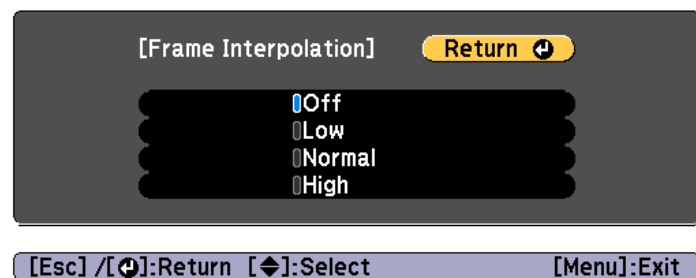 [Frame Interpolation] Return
Off
Low
Normal
High
[Esc] /[ ]:Return [ ]:Select [Menu]:Exit